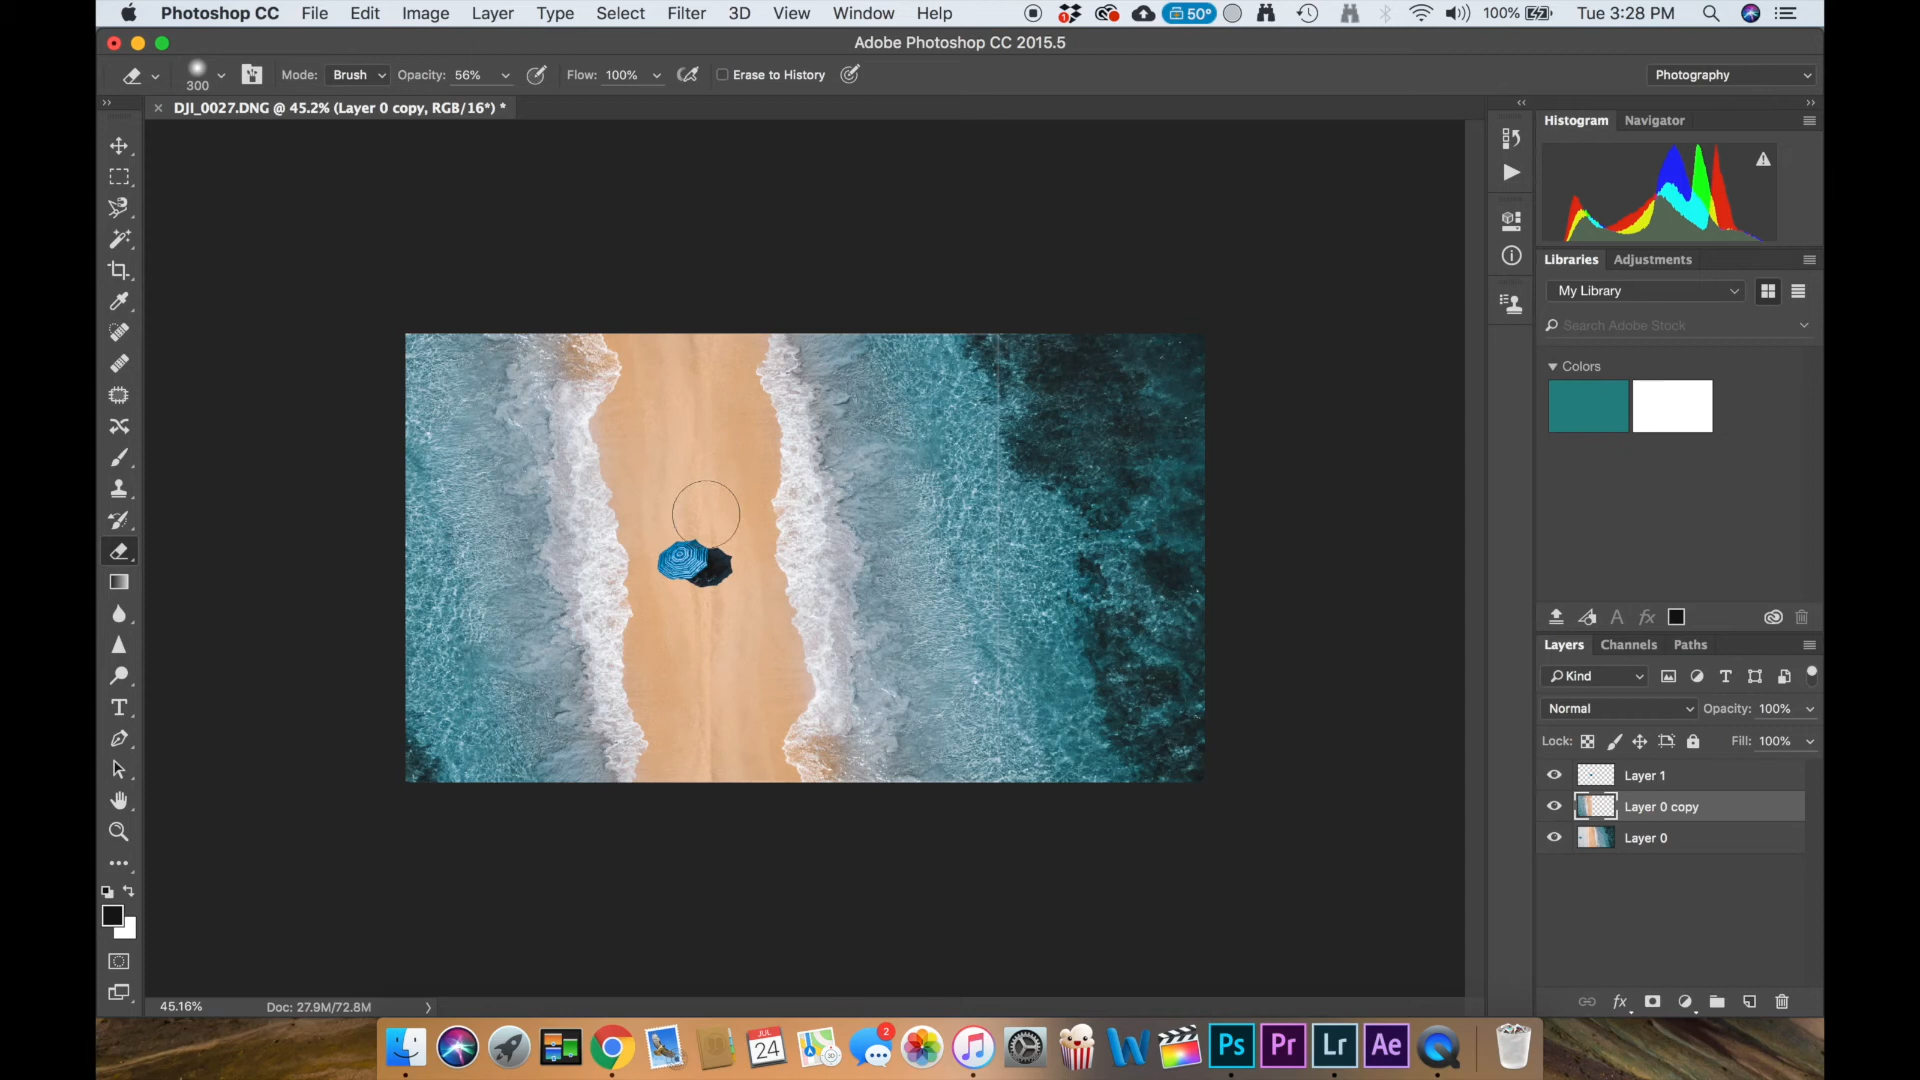 Photoshop CC File Edit Image Layer Type Select Filter 3D View Window Help 1 50° 100% Tue 3:28 PM
Adobe Photoshop CC 2015.5
300 Mode: Brush Opacity: 56% Flow: 100% Erase to History Photography
DJI_0027.DNG @ 45.2% (Layer 0 copy, RGB/16*) *
Histogram Navigator
Libraries Adjustments
My Library
Search Adobe Stock
Colors
Layers Channels Paths
Kind
Normal Opacity: 100%
Lock: Fill: 100%
Layer 1
Layer 0 copy
Layer 0
45.16% Doc: 27.9M/72.8M
JUL
24
3D
2
W
Ps
Pr
Lr
Ae